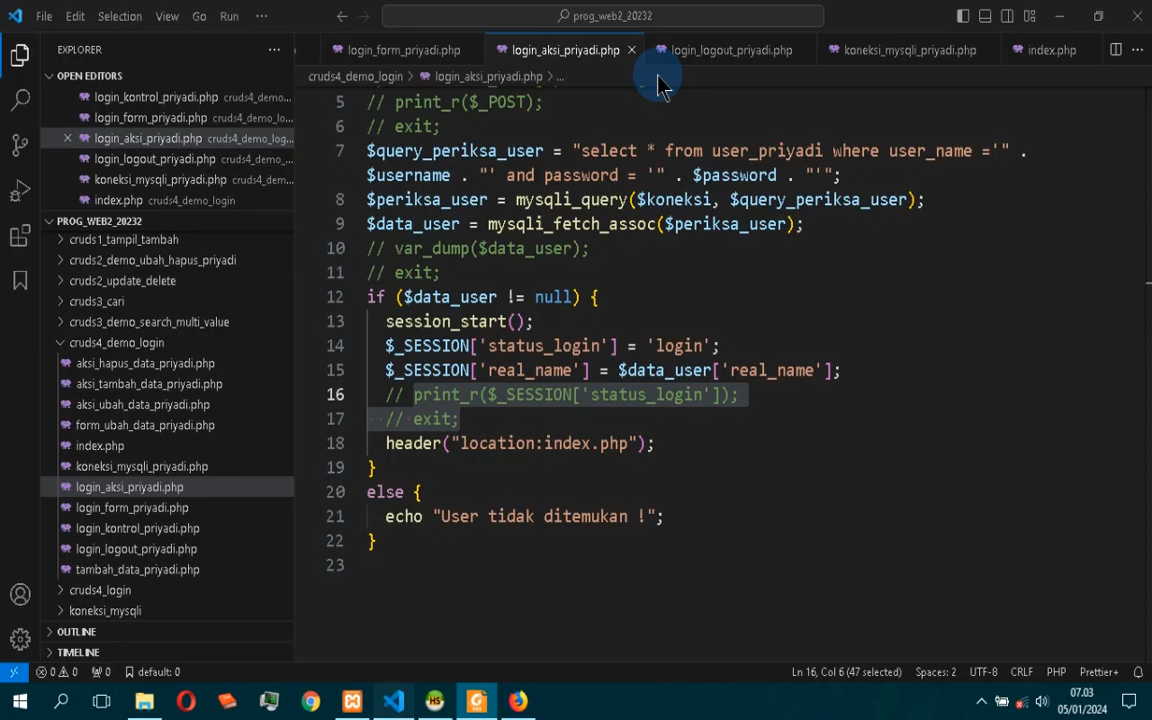 File Edit Selection View Go Run ··· prog_web2_20232
EXPLORER ···
login_form_priyadi.php login_aksi_priyadi.php login_logout_priyadi.php koneksi_mysqli_priyadi.php index.php ···
OPEN EDITORS
login_kontrol_priyadi.php cruds4_demo...
login_form_priyadi.php cruds4_demo_lo...
login_aksi_priyadi.php cruds4_demo_log...
login_logout_priyadi.php cruds4_demo_l...
koneksi_mysqli_priyadi.php cruds4_dem...
index.php cruds4_demo_login
PROG_WEB2_20232
cruds1_tampil_tambah
cruds2_demo_ubah_hapus_priyadi
cruds2_update_delete
cruds3_cari
cruds3_demo_search_multi_value
cruds4_demo_login
aksi_hapus_data_priyadi.php
aksi_tambah_data_priyadi.php
aksi_ubah_data_priyadi.php
form_ubah_data_priyadi.php
index.php
koneksi_mysqli_priyadi.php
login_aksi_priyadi.php
login_form_priyadi.php
login_kontrol_priyadi.php
login_logout_priyadi.php
tambah_data_priyadi.php
cruds4_login
koneksi_mysqli
OUTLINE
TIMELINE
cruds4_demo_login > login_aksi_priyadi.php > ...
5 // print_r($_POST);
6 // exit;
7 $query_periksa_user = "select * from user_priyadi where user_name ='" .
$username . "' and password = '" . $password . "'";
8 $periksa_user = mysqli_query($koneksi, $query_periksa_user);
9 $data_user = mysqli_fetch_assoc($periksa_user);
10 // var_dump($data_user);
11 // exit;
12 if ($data_user != null) {
13 session_start();
14 $_SESSION['status_login'] = 'login';
15 $_SESSION['real_name'] = $data_user['real_name'];
16 // print_r($_SESSION['status_login']);
17 // exit;
18 header("location:index.php");
19 }
20 else {
21 echo "User tidak ditemukan !";
22 }
23
0 0 0 default: 0 Ln 16, Col 6 (47 selected) Spaces: 2 UTF-8 CRLF PHP Prettier+
07.03
05/01/2024